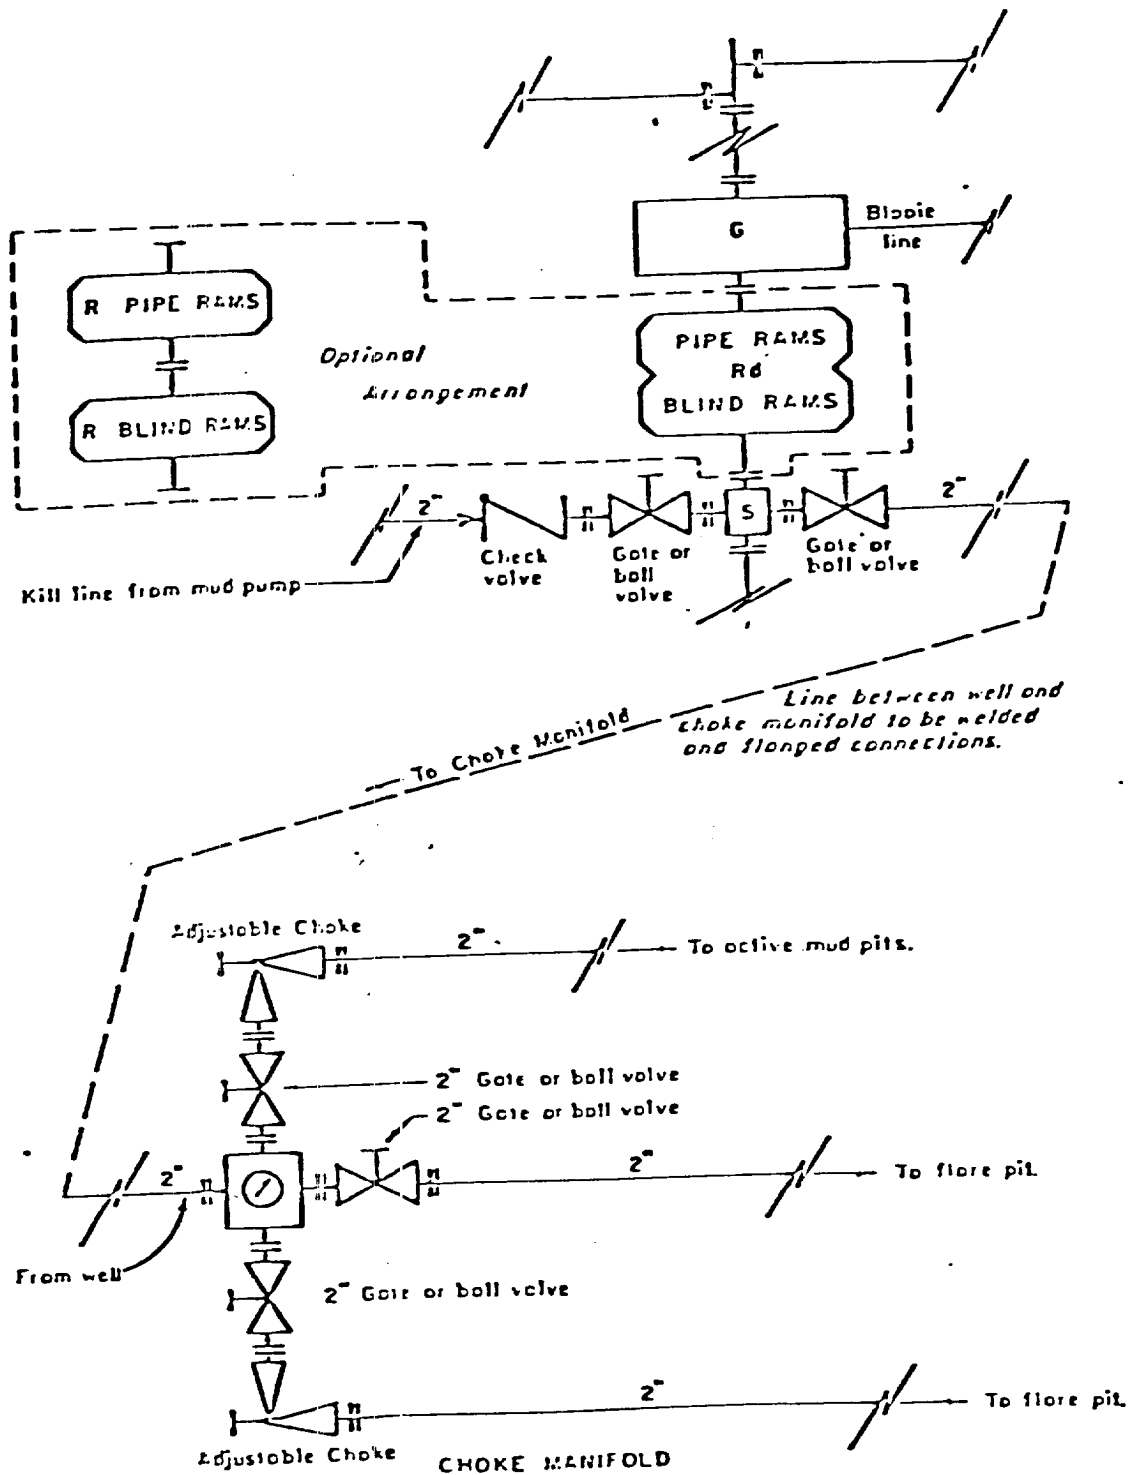 G
Blooie
line
R PIPE RAMS
R BLIND RAMS
Optional
Arrangement
PIPE RAMS
Rd
BLIND RAMS
2"
Check
valve
Gate or
ball
valve
S
Gate or
ball valve
2"
Kill line from mud pump
Line between well and
choke manifold to be welded
and flanged connections.
To Choke Manifold
Adjustable Choke
2"
To active mud pits.
2" Gate or ball valve
2" Gate or ball valve
2"
2"
To flare pit.
From well
2" Gate or ball valve
2"
To flare pit.
Adjustable Choke
CHOKE MANIFOLD